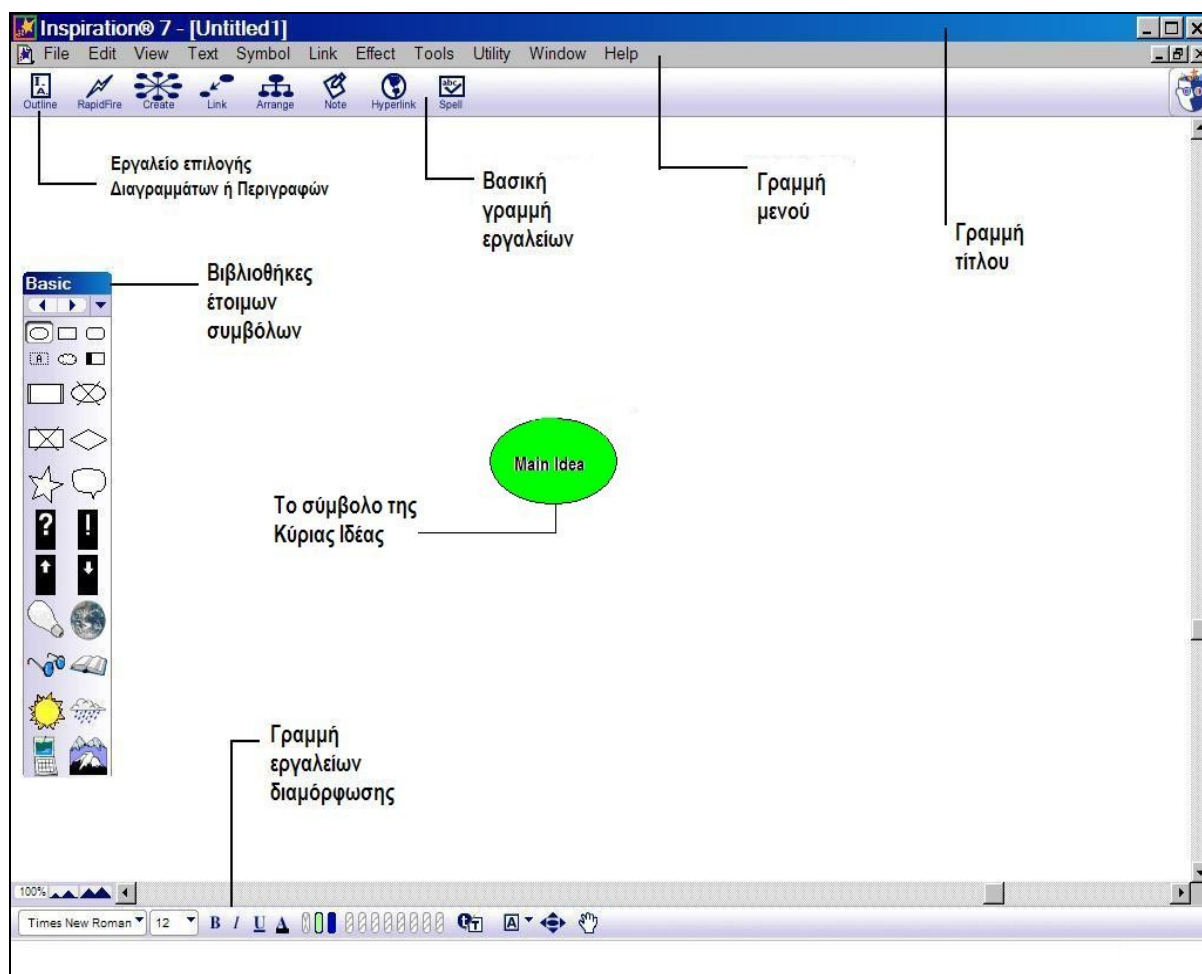 Inspiration® 7 - [Untitled1]
File Edit View Text Symbol Link Effect Tools Utility Window Help
Outline RapidFire Create Link Arrange Note Hyperlink Spell
Εργαλείο επιλογής
Διαγραμμάτων ή Περιγραφών
Βασική
γραμμή
εργαλείων
Γραμμή
μενού
Γραμμή
τίτλου
Basic
Βιβλιοθήκες
έτοιμων
συμβόλων
Main Idea
Το σύμβολο της
Κύριας Ιδέας
Γραμμή
εργαλείων
διαμόρφωσης
100%
Times New Roman 12 B I U A